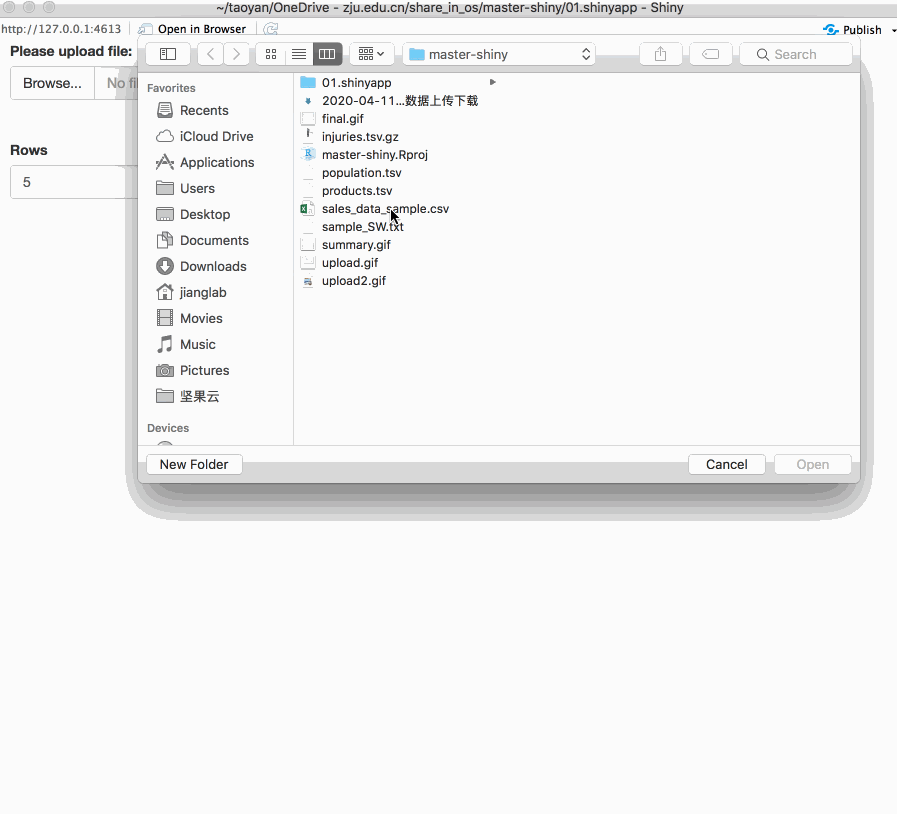 ~/taoyan/OneDrive - zju.edu.cn/share_in_os/master-shiny/01.shinyapp - Shiny
http://127.0.0.1:4613
Open in Browser
Publish
Please upload file:
Browse...
No fi
Rows
5
master-shiny
Search
Favorites
Recents
iCloud Drive
Applications
Users
Desktop
Documents
Downloads
jianglab
Movies
Music
Pictures
坚果云
Devices
01.shinyapp
2020-04-11...数据上传下载
final.gif
injuries.tsv.gz
master-shiny.Rproj
population.tsv
products.tsv
sales_data_sample.csv
sample_SW.txt
summary.gif
upload.gif
upload2.gif
New Folder
Cancel
Open